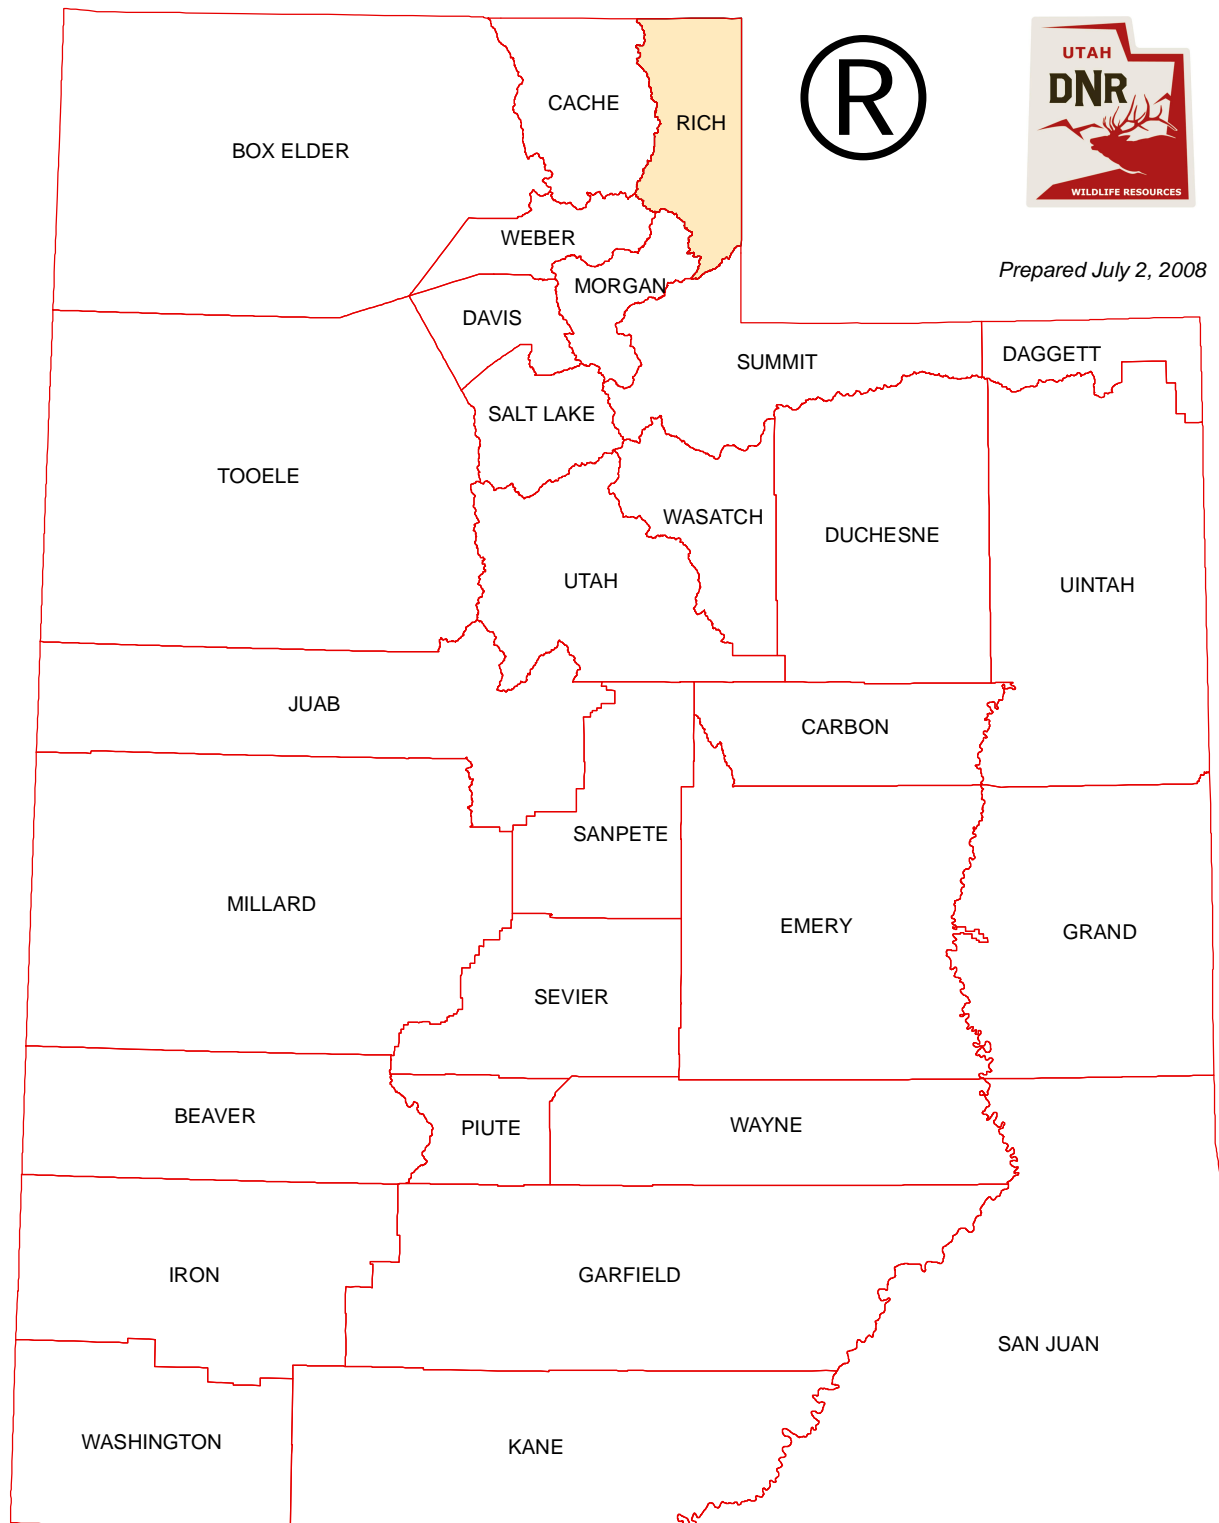 CACHE
RICH
BOX ELDER
®
UTAH
DNR
WILDLIFE RESOURCES
WEBER
MORGAN
Prepared July 2, 2008
DAVIS
SUMMIT
DAGGETT
SALT LAKE
TOOELE
WASATCH
DUCHESNE
UTAH
UINTAH
JUAB
CARBON
SANPETE
MILLARD
EMERY
GRAND
SEVIER
BEAVER
PIUTE
WAYNE
IRON
GARFIELD
SAN JUAN
WASHINGTON
KANE